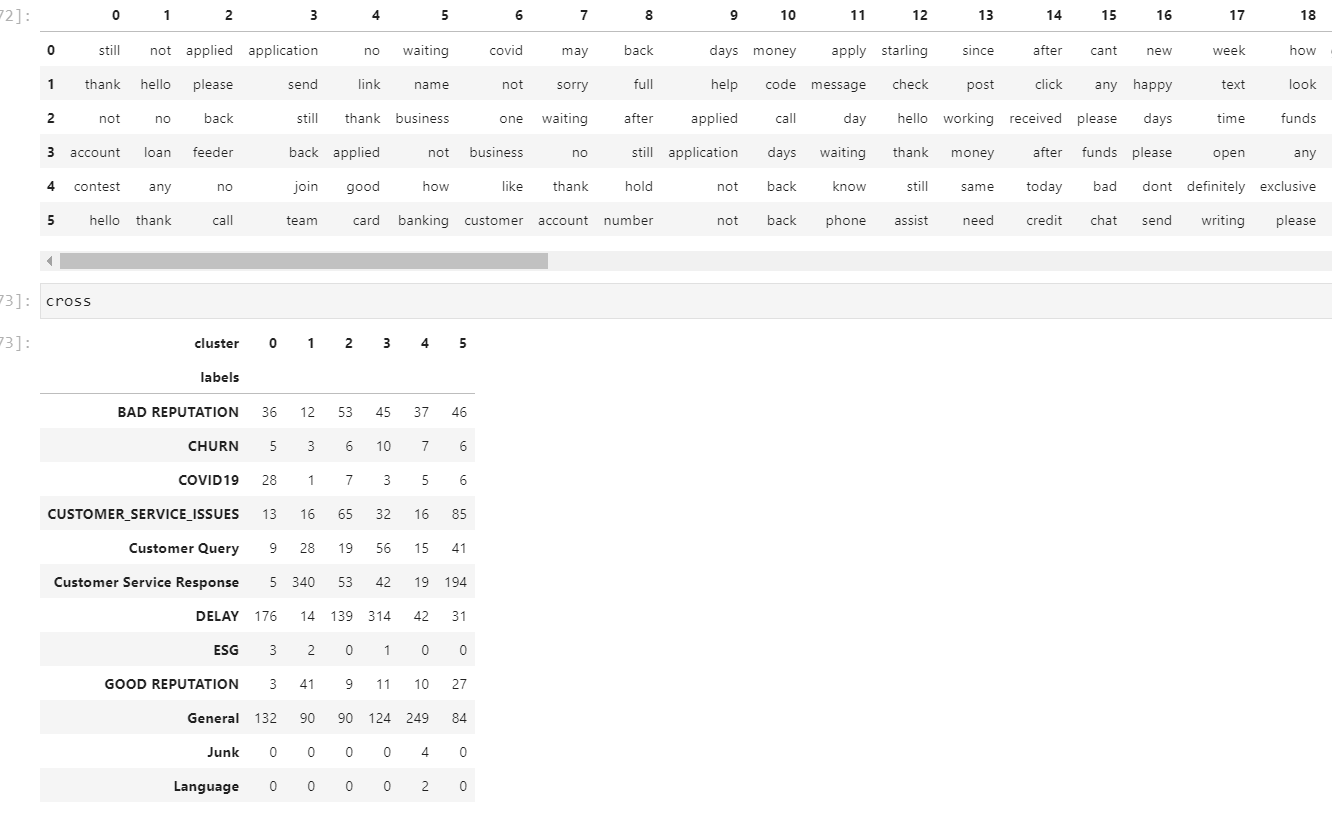 72]: 0 1 2 3 4 5 6 7 8 9 10 11 12 13 14 15 16 17 18
0 still not applied application no waiting covid may back days money apply starling since after cant new week how
1 thank hello please send link name not sorry full help code message check post click any happy text look
2 not no back still thank business one waiting after applied call day hello working received please days time funds
3 account loan feeder back applied not business no still application days waiting thank money after funds please open any
4 contest any no join good how like thank hold not back know still same today bad dont definitely exclusive
5 hello thank call team card banking customer account number not back phone assist need credit chat send writing please
73]: cross
73]: cluster 0 1 2 3 4 5
labels
BAD REPUTATION 36 12 53 45 37 46
CHURN 5 3 6 10 7 6
COVID19 28 1 7 3 5 6
CUSTOMER_SERVICE_ISSUES 13 16 65 32 16 85
Customer Query 9 28 19 56 15 41
Customer Service Response 5 340 53 42 19 194
DELAY 176 14 139 314 42 31
ESG 3 2 0 1 0 0
GOOD REPUTATION 3 41 9 11 10 27
General 132 90 90 124 249 84
Junk 0 0 0 0 4 0
Language 0 0 0 0 2 0